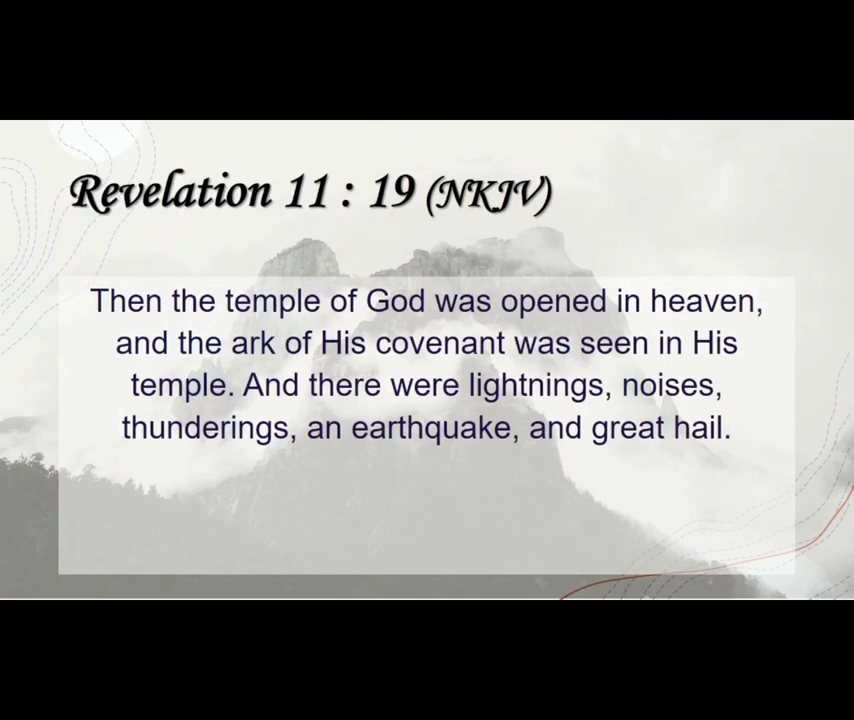 Revelation 11 : 19 (NKJV)
Then the temple of God was opened in heaven,
and the ark of His covenant was seen in His
temple. And there were lightnings, noises,
thunderings, an earthquake, and great hail.